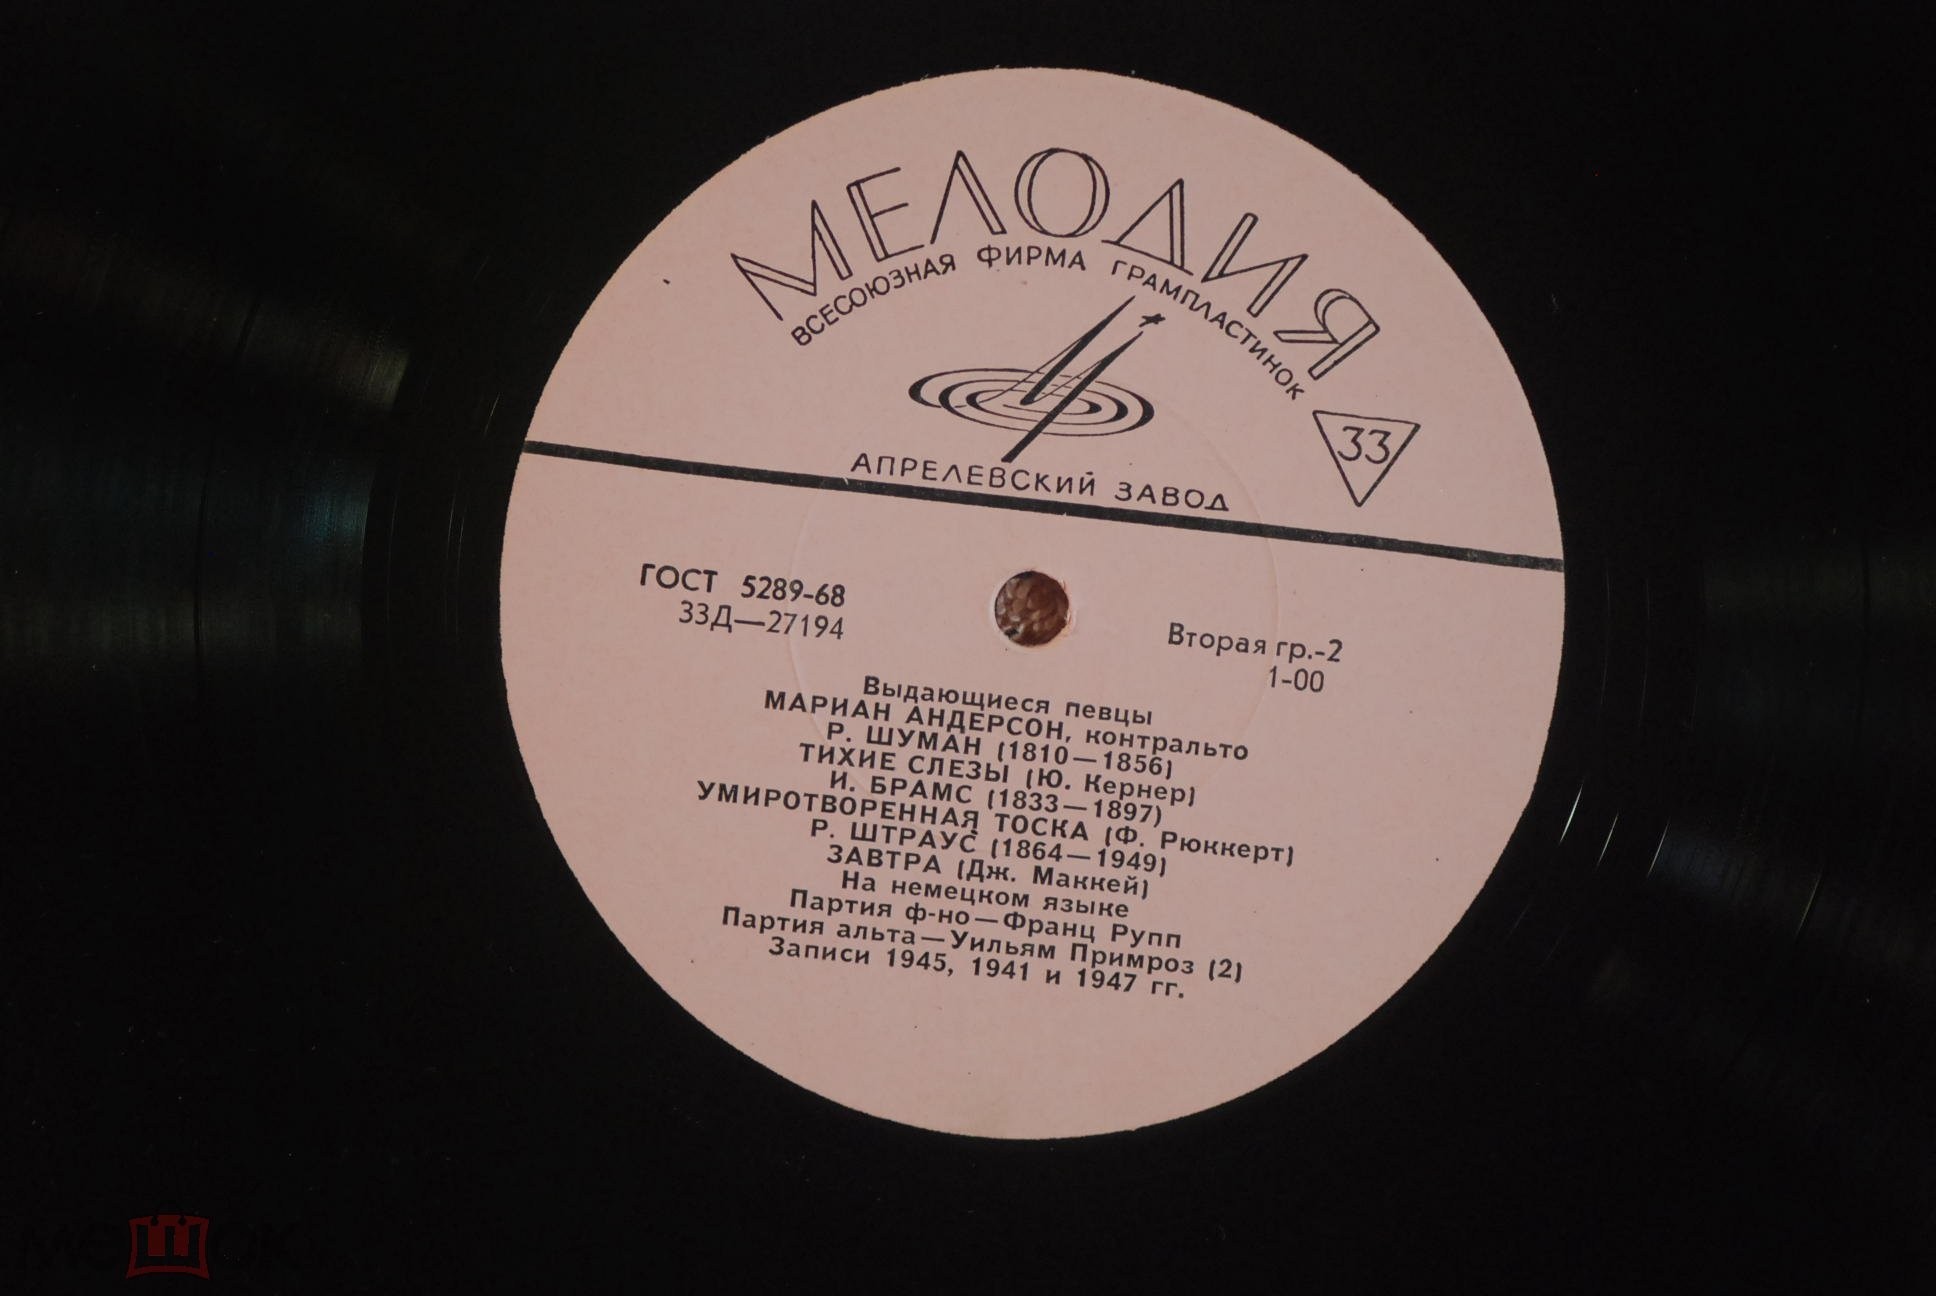 МЕЛОДИЯ
ВСЕСОЮЗНАЯ ФИРМА ГРАМПЛАСТИНОК
33
АПРЕЛЕВСКИЙ ЗАВОД
ГОСТ 5289-68
33Д—27194
Вторая гр.-2
1-00
Выдающиеся певцы
МАРИАН АНДЕРСОН, контральто
Р. ШУМАН (1810—1856)
ТИХИЕ СЛЕЗЫ (Ю. Кернер)
И. БРАМС (1833—1897)
УМИРОТВОРЕННАЯ ТОСКА (Ф. Рюккерт)
Р. ШТРАУС (1864—1949)
ЗАВТРА (Дж. Маккей)
На немецком языке
Партия ф-но—Франц Рупп
Партия альта—Уильям Примроз (2)
Записи 1945, 1941 и 1947 гг.
мешок